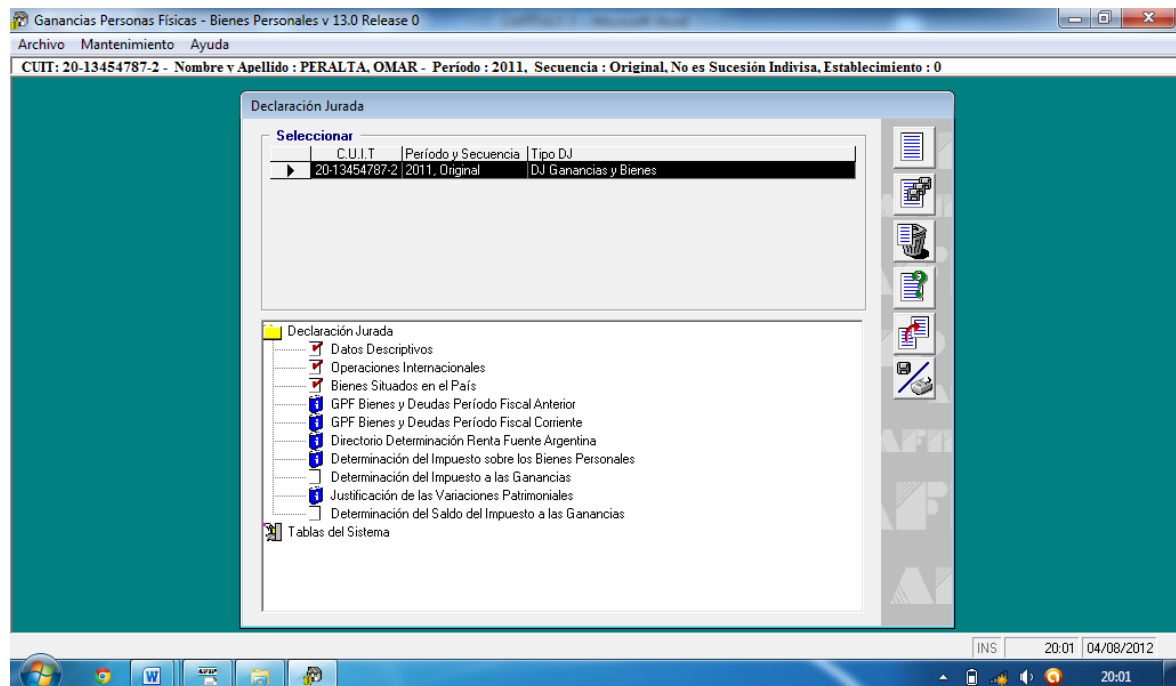 Ganancias Personas Físicas - Bienes Personales v 13.0 Release 0
Archivo Mantenimiento Ayuda
CUIT: 20-13454787-2 - Nombre y Apellido : PERALTA, OMAR - Período : 2011, Secuencia : Original, No es Sucesión Indivisa, Establecimiento : 0
Declaración Jurada
Seleccionar
C.U.I.T Período y Secuencia Tipo DJ
20-13454787-2 2011, Original DJ Ganancias y Bienes
Declaración Jurada
Datos Descriptivos
Operaciones Internacionales
Bienes Situados en el País
GPF Bienes y Deudas Período Fiscal Anterior
GPF Bienes y Deudas Período Fiscal Corriente
Directorio Determinación Renta Fuente Argentina
Determinación del Impuesto sobre los Bienes Personales
Determinación del Impuesto a las Ganancias
Justificación de las Variaciones Patrimoniales
Determinación del Saldo del Impuesto a las Ganancias
Tablas del Sistema
INS 20:01 04/08/2012
20:01